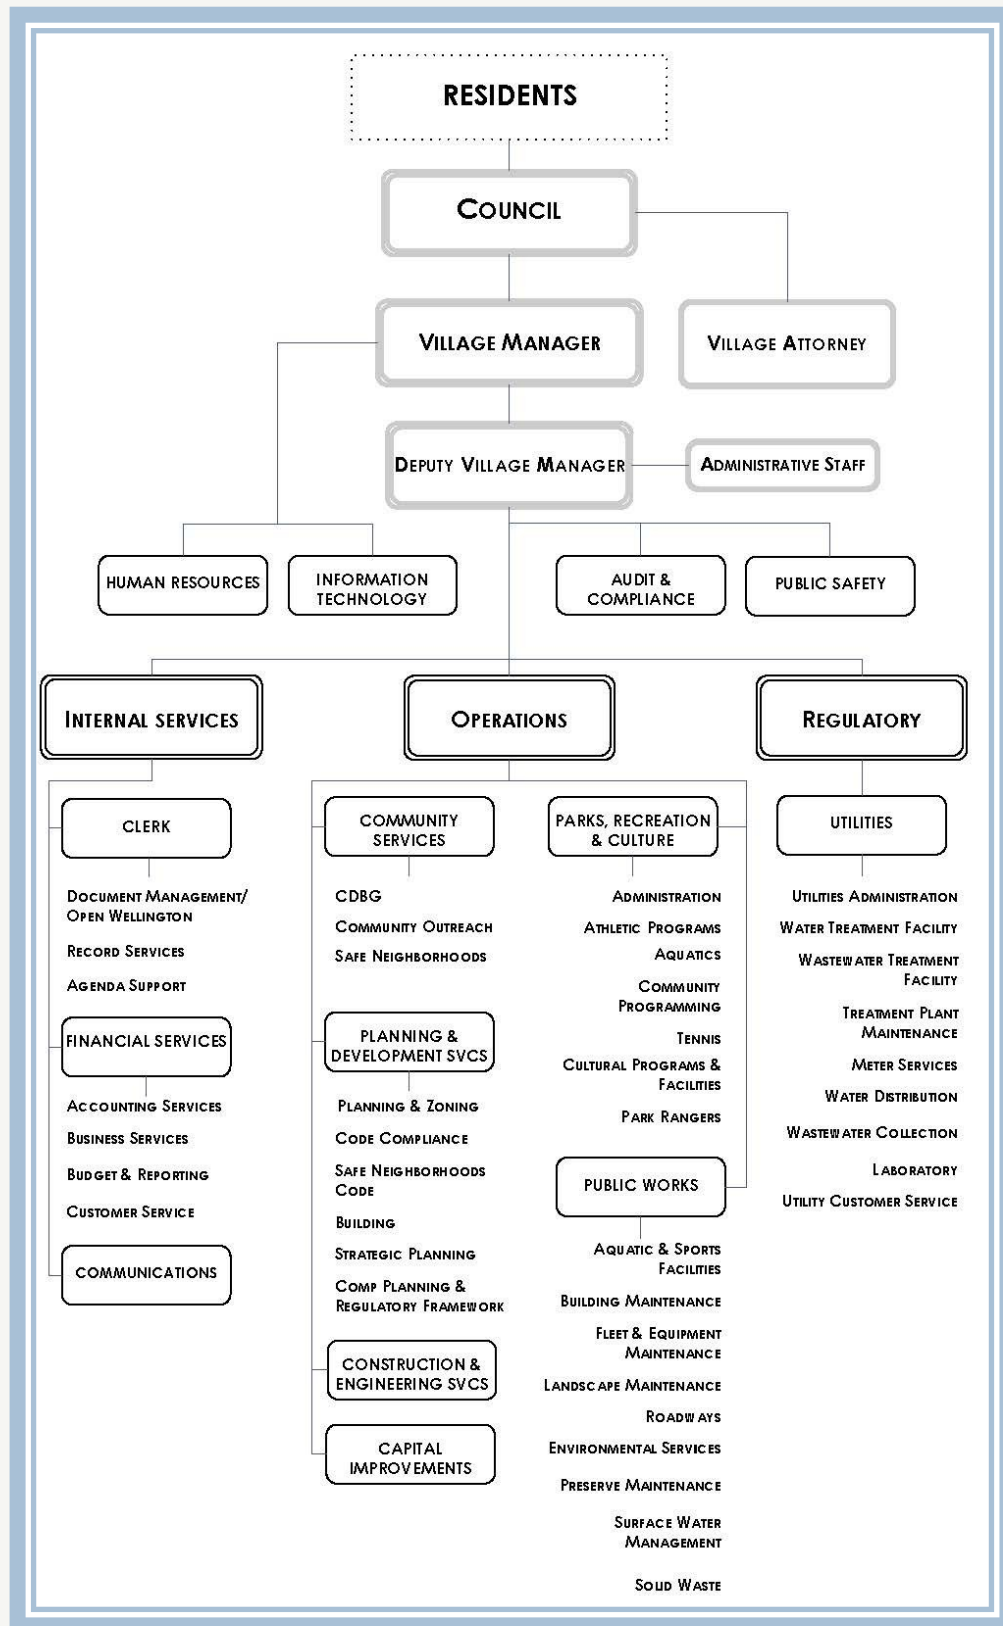 RESIDENTS
COUNCIL
VILLAGE MANAGER
VILLAGE ATTORNEY
DEPUTY VILLAGE MANAGER
ADMINISTRATIVE STAFF
HUMAN RESOURCES
INFORMATION
TECHNOLOGY
AUDIT &
COMPLIANCE
PUBLIC SAFETY
INTERNAL SERVICES
OPERATIONS
REGULATORY
CLERK
DOCUMENT MANAGEMENT/
OPEN WELLINGTON
RECORD SERVICES
AGENDA SUPPORT
FINANCIAL SERVICES
ACCOUNTING SERVICES
BUSINESS SERVICES
BUDGET & REPORTING
CUSTOMER SERVICE
COMMUNICATIONS
COMMUNITY
SERVICES
CDBG
COMMUNITY OUTREACH
SAFE NEIGHBORHOODS
PLANNING &
DEVELOPMENT SVCS
PLANNING & ZONING
CODE COMPLIANCE
SAFE NEIGHBORHOODS
CODE
BUILDING
STRATEGIC PLANNING
COMP PLANNING &
REGULATORY FRAMEWORK
CONSTRUCTION &
ENGINEERING SVCS
CAPITAL
IMPROVEMENTS
PARKS, RECREATION
& CULTURE
ADMINISTRATION
ATHLETIC PROGRAMS
AQUATICS
COMMUNITY
PROGRAMMING
TENNIS
CULTURAL PROGRAMS &
FACILITIES
PARK RANGERS
PUBLIC WORKS
AQUATIC & SPORTS
FACILITIES
BUILDING MAINTENANCE
FLEET & EQUIPMENT
MAINTENANCE
LANDSCAPE MAINTENANCE
ROADWAYS
ENVIRONMENTAL SERVICES
PRESERVE MAINTENANCE
SURFACE WATER
MANAGEMENT
SOLID WASTE
UTILITIES
UTILITIES ADMINISTRATION
WATER TREATMENT FACILITY
WASTEWATER TREATMENT
FACILITY
TREATMENT PLANT
MAINTENANCE
METER SERVICES
WATER DISTRIBUTION
WASTEWATER COLLECTION
LABORATORY
UTILITY CUSTOMER SERVICE